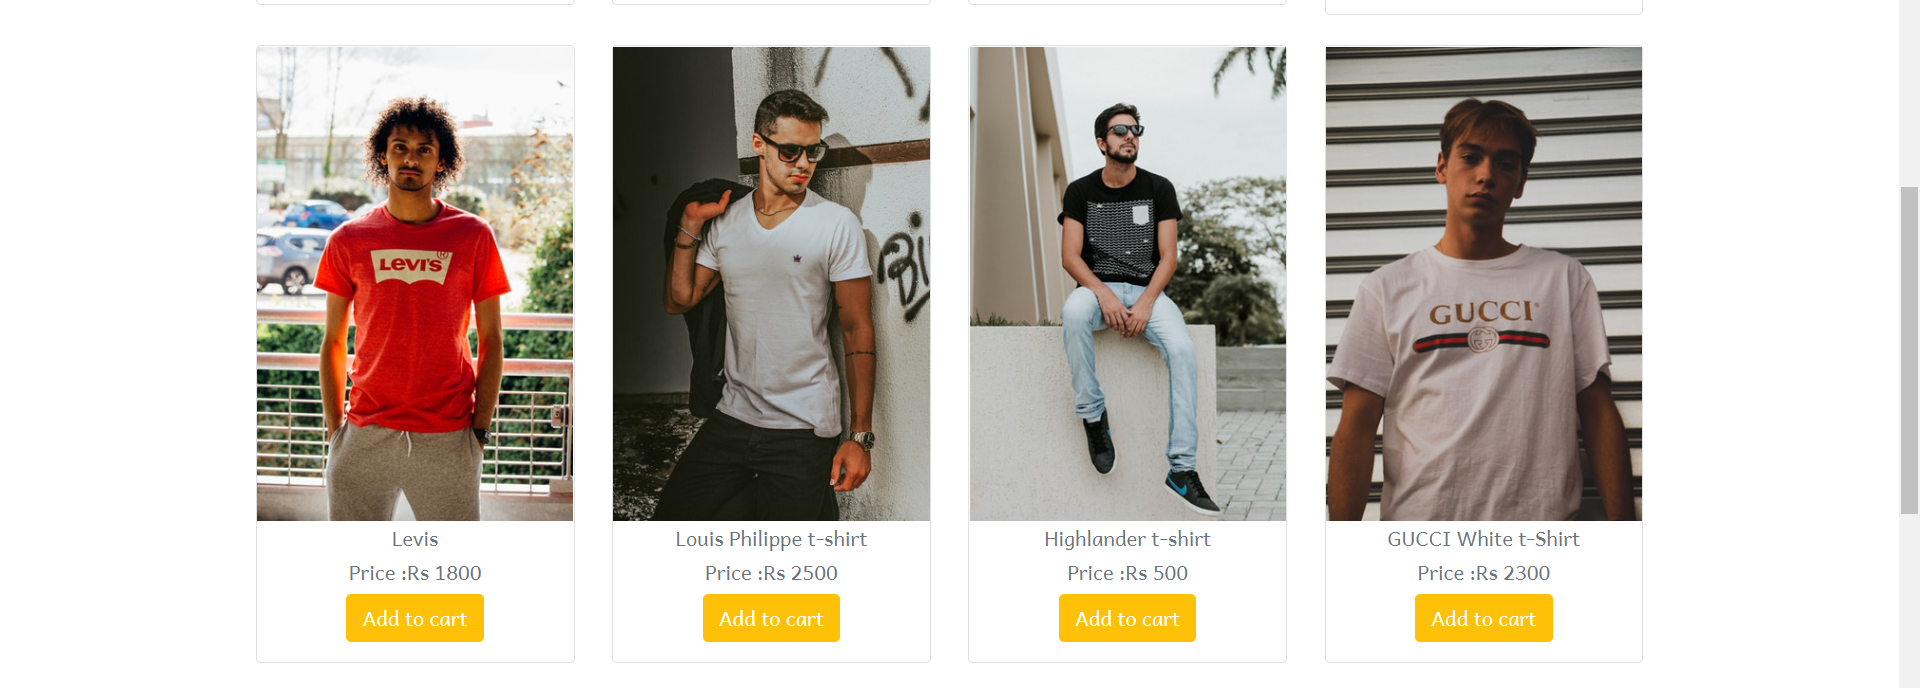 LEVI'S®
BI
GUCCI®
Levis
Louis Philippe t-shirt
Highlander t-shirt
GUCCI White t-Shirt
Price :Rs 1800
Price :Rs 2500
Price :Rs 500
Price :Rs 2300
Add to cart
Add to cart
Add to cart
Add to cart